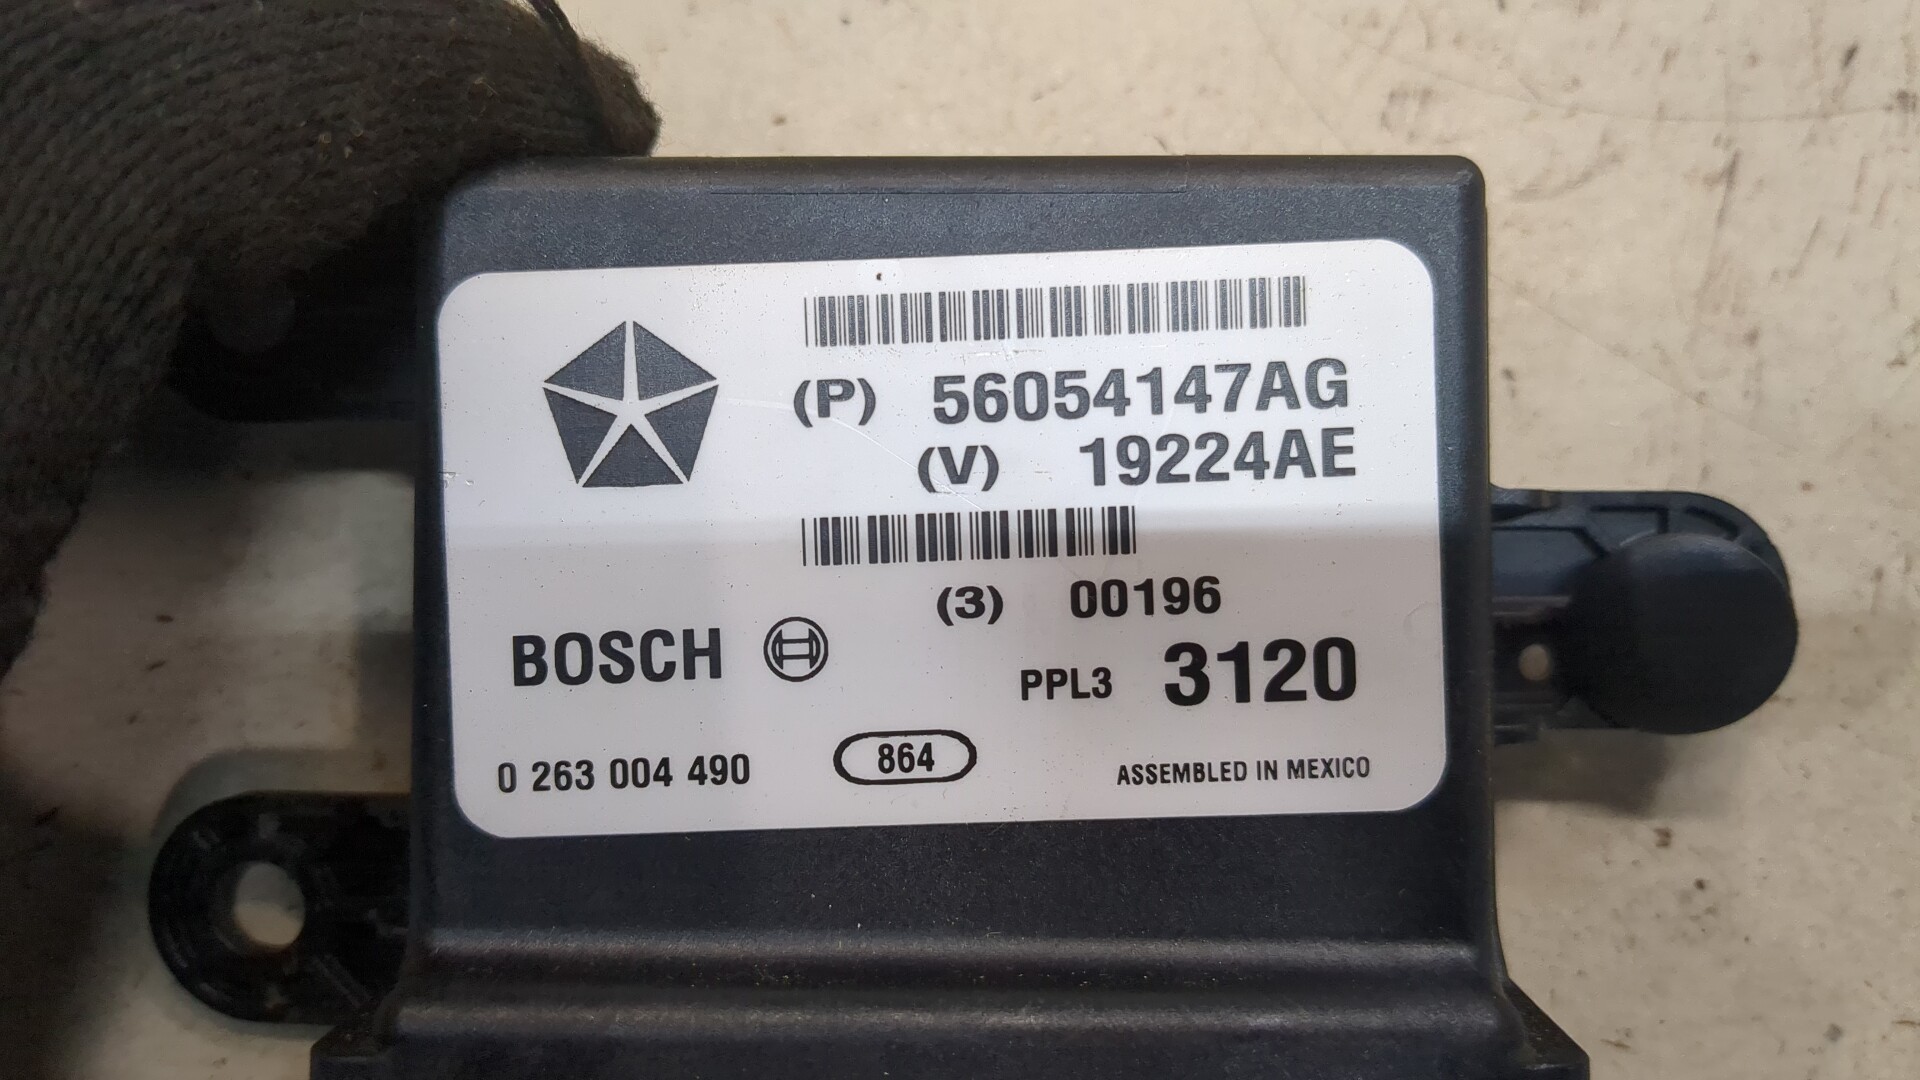 (P) 56054147AG
(V) 19224AE
(3) 00196
BOSCH
PPL3 3120
0 263 004 490
864
ASSEMBLED IN MEXICO